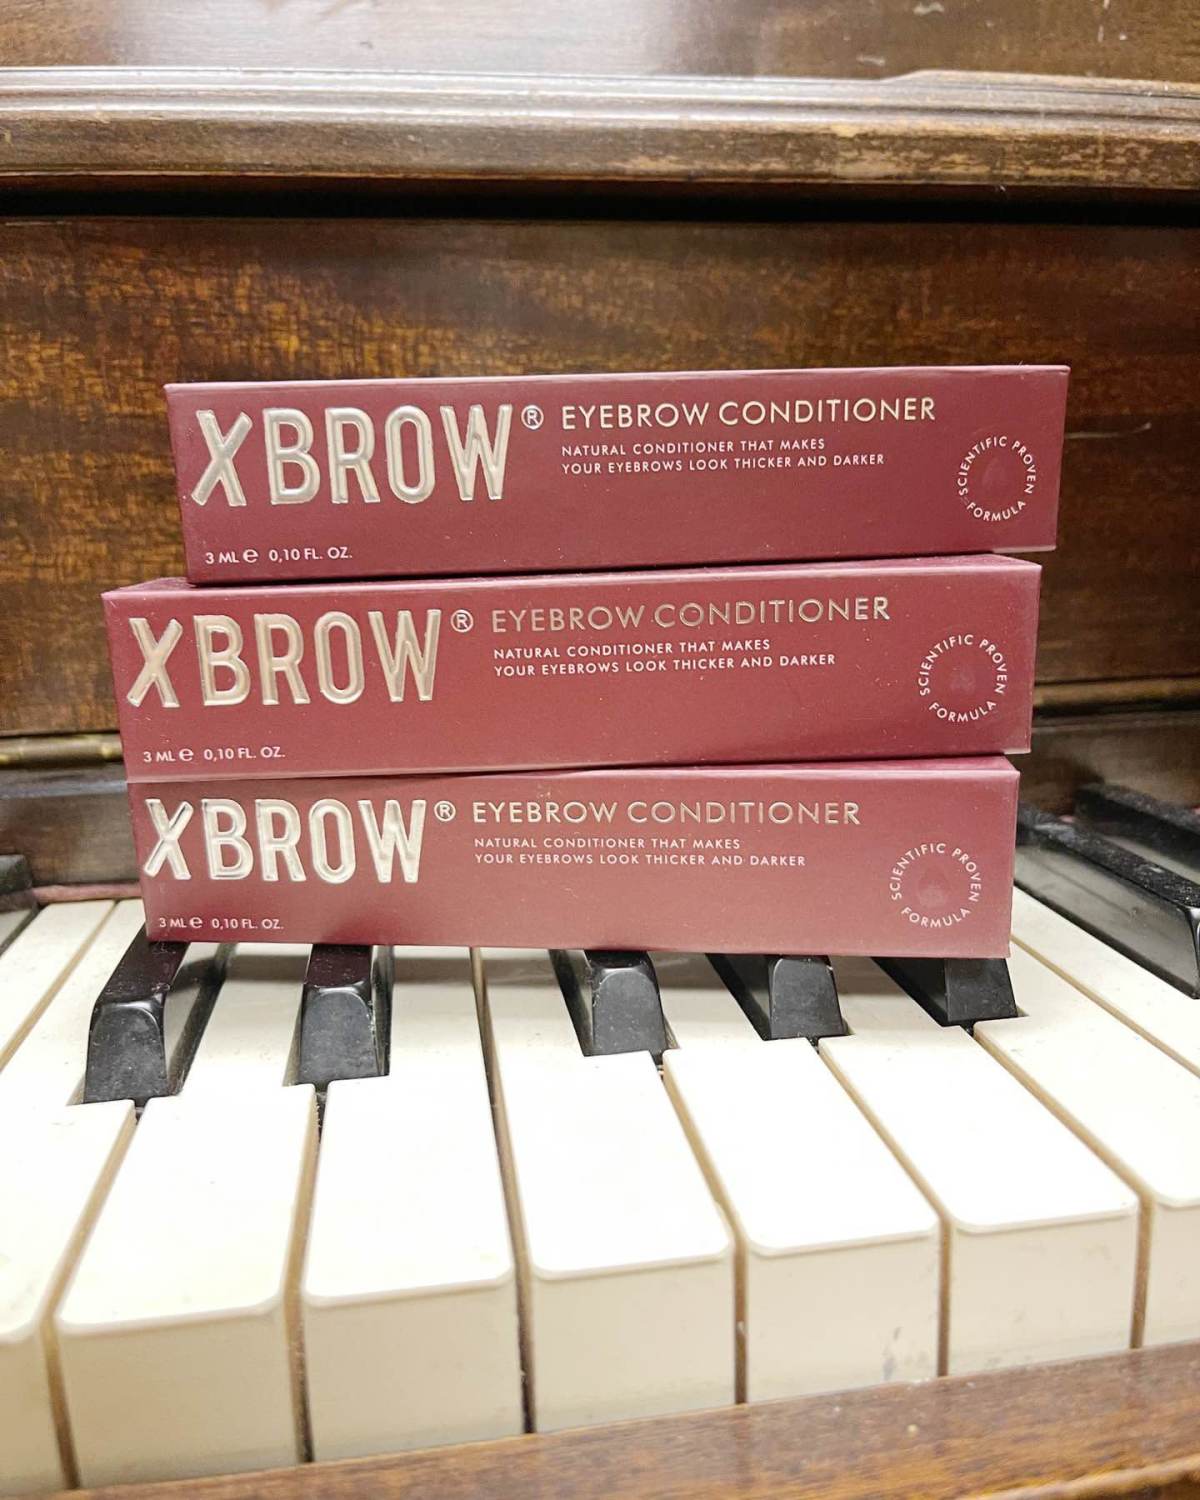 XBROW® EYEBROW CONDITIONER
NATURAL CONDITIONER THAT MAKES
YOUR EYEBROWS LOOK THICKER AND DARKER
SCIENTIFIC PROVEN FORMULA
3 ML ℮ 0,10 FL. OZ.
XBROW® EYEBROW CONDITIONER
NATURAL CONDITIONER THAT MAKES
YOUR EYEBROWS LOOK THICKER AND DARKER
SCIENTIFIC PROVEN FORMULA
3 ML ℮ 0,10 FL. OZ.
XBROW® EYEBROW CONDITIONER
NATURAL CONDITIONER THAT MAKES
YOUR EYEBROWS LOOK THICKER AND DARKER
SCIENTIFIC PROVEN FORMULA
3 ML ℮ 0,10 FL. OZ.